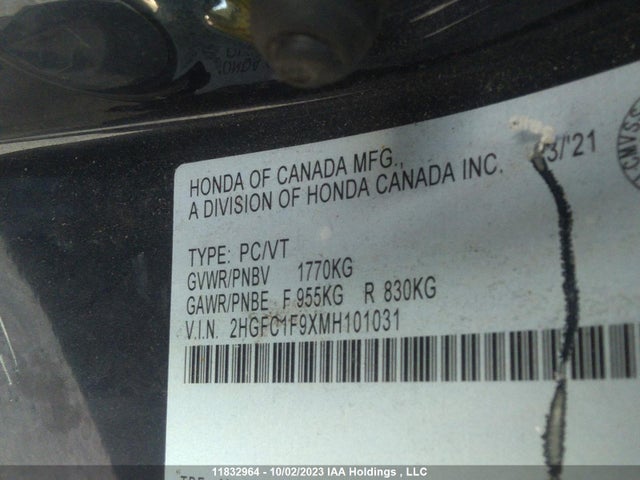 HONDA OF CANADA MFG.,
A DIVISION OF HONDA CANADA INC.
3/'21
TYPE: PC/VT
GVWR/PNBV 1770KG
GAWR/PNBE F 955KG R 830KG
V.I.N. 2HGFC1F9XMH101031
11832964 - 10/02/2023 IAA Holdings , LLC